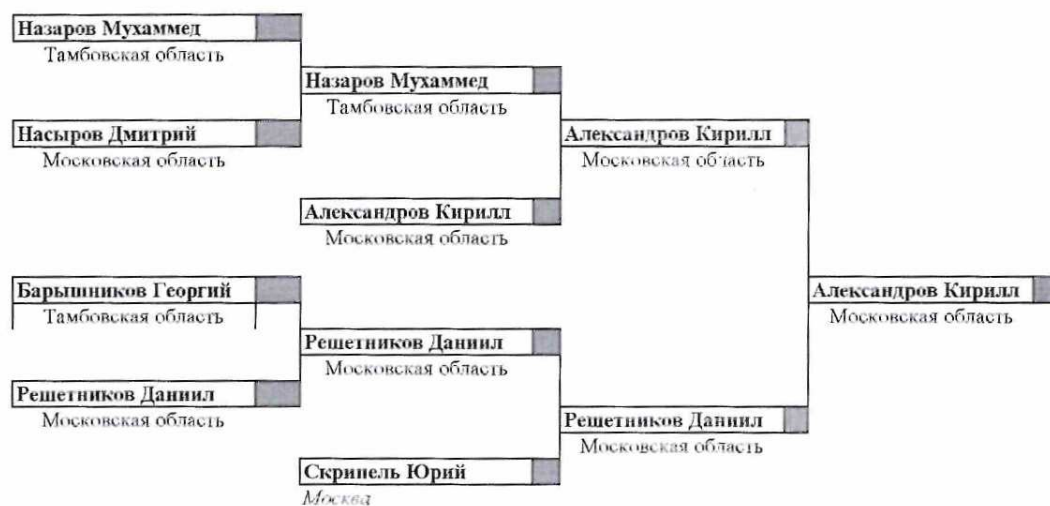 Назаров Мухаммед
Тамбовская область
Назаров Мухаммед
Тамбовская область
Насыров Дмитрий
Московская область
Александров Кирилл
Московская область
Александров Кирилл
Московская область
Барышников Георгий
Тамбовская область
Александров Кирилл
Московская область
Решетников Даниил
Московская область
Решетников Даниил
Московская область
Решетников Даниил
Московская область
Скрипель Юрий
Москва